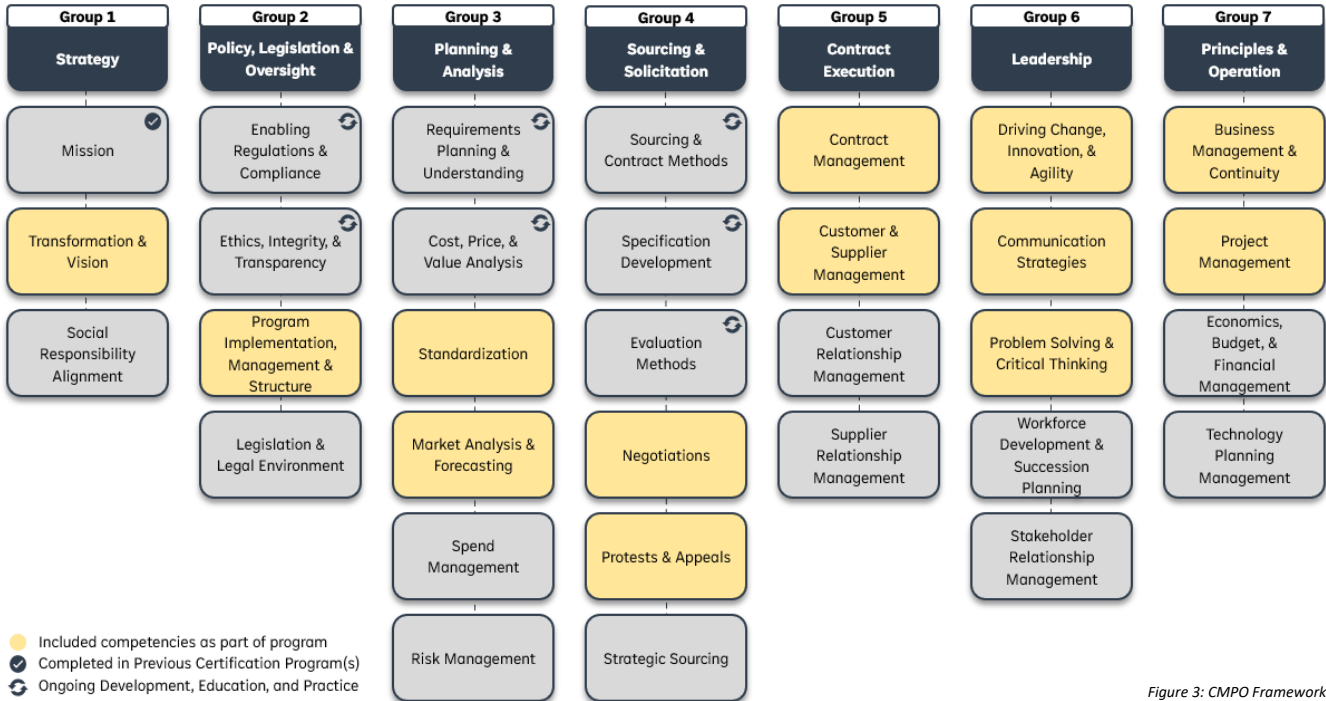 Group 1
Strategy
Mission
Transformation &
Vision
Social
Responsibility
Alignment
Group 2
Policy, Legislation &
Oversight
Enabling
Regulations &
Compliance
Ethics, Integrity, &
Transparency
Program
Implementation,
Management &
Structure
Legislation &
Legal Environment
Group 3
Planning &
Analysis
Requirements
Planning &
Understanding
Cost, Price, &
Value Analysis
Standardization
Market Analysis &
Forecasting
Spend
Management
Risk Management
Group 4
Sourcing &
Solicitation
Sourcing &
Contract Methods
Specification
Development
Evaluation
Methods
Negotiations
Protests & Appeals
Strategic Sourcing
Group 5
Contract
Execution
Contract
Management
Customer &
Supplier
Management
Customer
Relationship
Management
Supplier
Relationship
Management
Group 6
Leadership
Driving Change,
Innovation, &
Agility
Communication
Strategies
Problem Solving &
Critical Thinking
Workforce
Development &
Succession
Planning
Stakeholder
Relationship
Management
Group 7
Principles &
Operation
Business
Management &
Continuity
Project
Management
Economics,
Budget, &
Financial
Management
Technology
Planning
Management
Included competencies as part of program
Completed in Previous Certification Program(s)
Ongoing Development, Education, and Practice
Figure 3: CMPO Framework